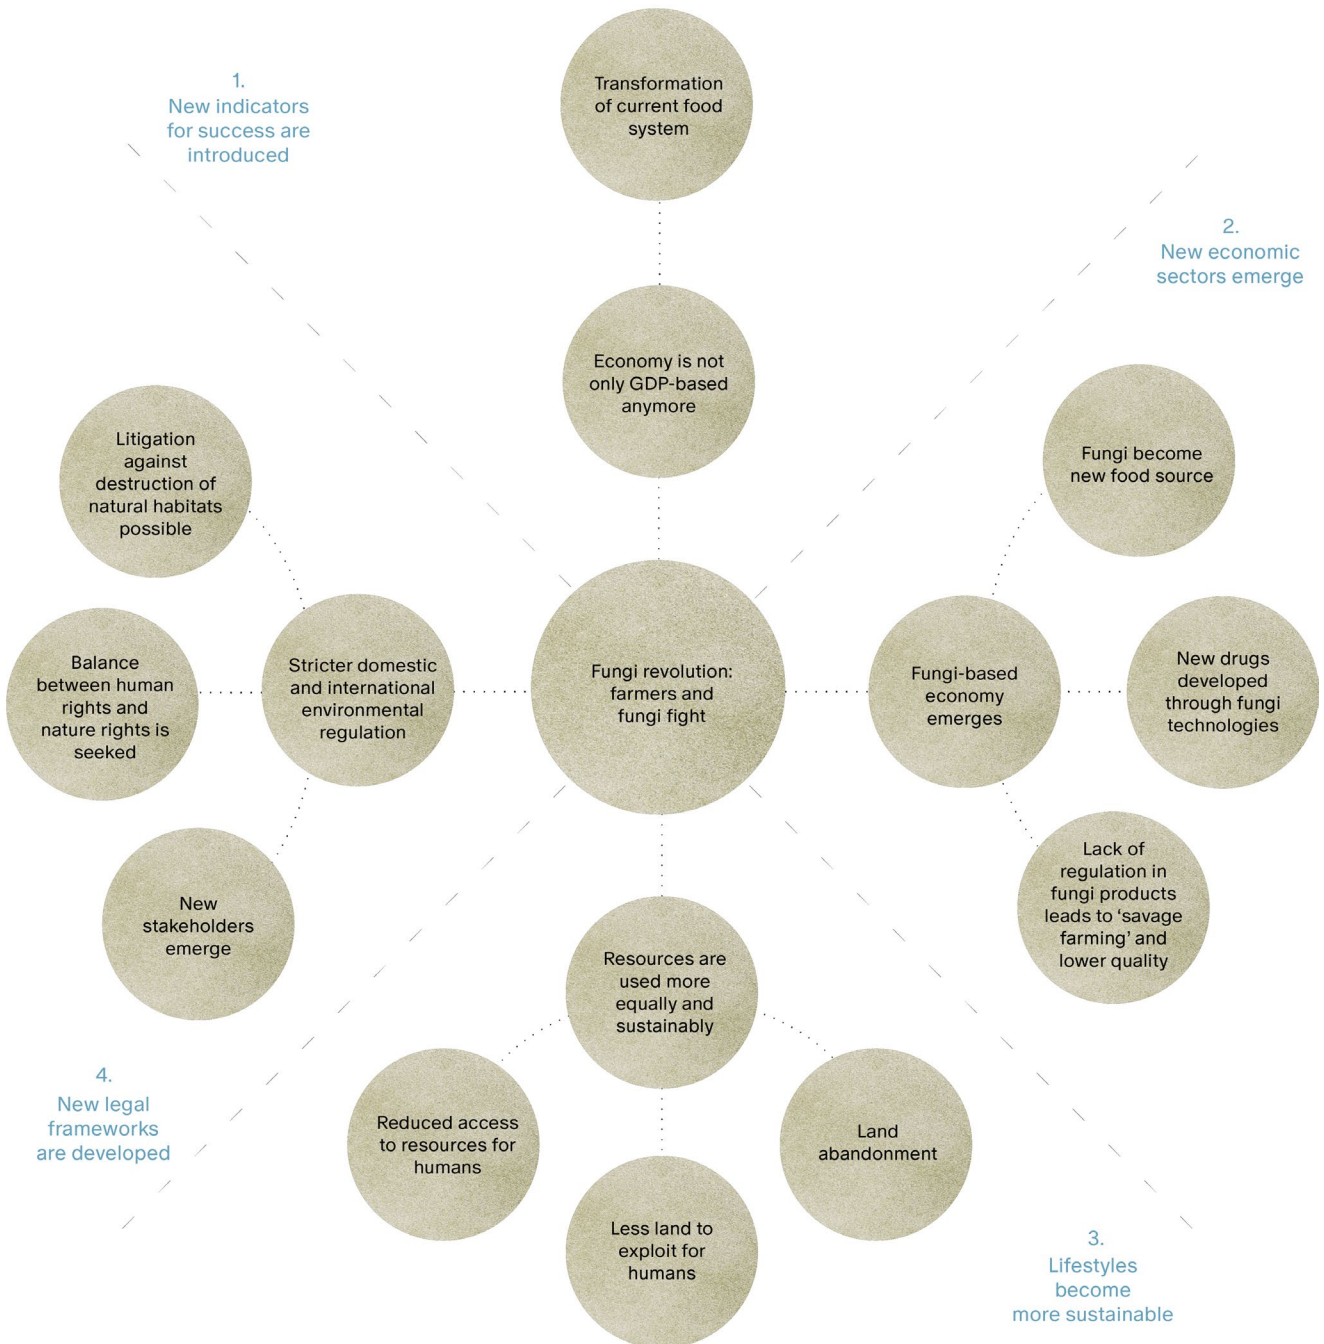 1.
New indicators
for success are
introduced
Transformation
of current food
system
Economy is not
only GDP-based
anymore
2.
New economic
sectors emerge
Fungi become
new food source
Fungi-based
economy
emerges
New drugs
developed
through fungi
technologies
Lack of
regulation in
fungi products
leads to ‘savage
farming’ and
lower quality
Fungi revolution:
farmers and
fungi fight
Litigation
against
destruction of
natural habitats
possible
Balance
between human
rights and
nature rights is
seeked
Stricter domestic
and international
environmental
regulation
New
stakeholders
emerge
4.
New legal
frameworks
are developed
Resources are
used more
equally and
sustainably
Reduced access
to resources for
humans
Less land to
exploit for
humans
Land
abandonment
3.
Lifestyles
become
more sustainable